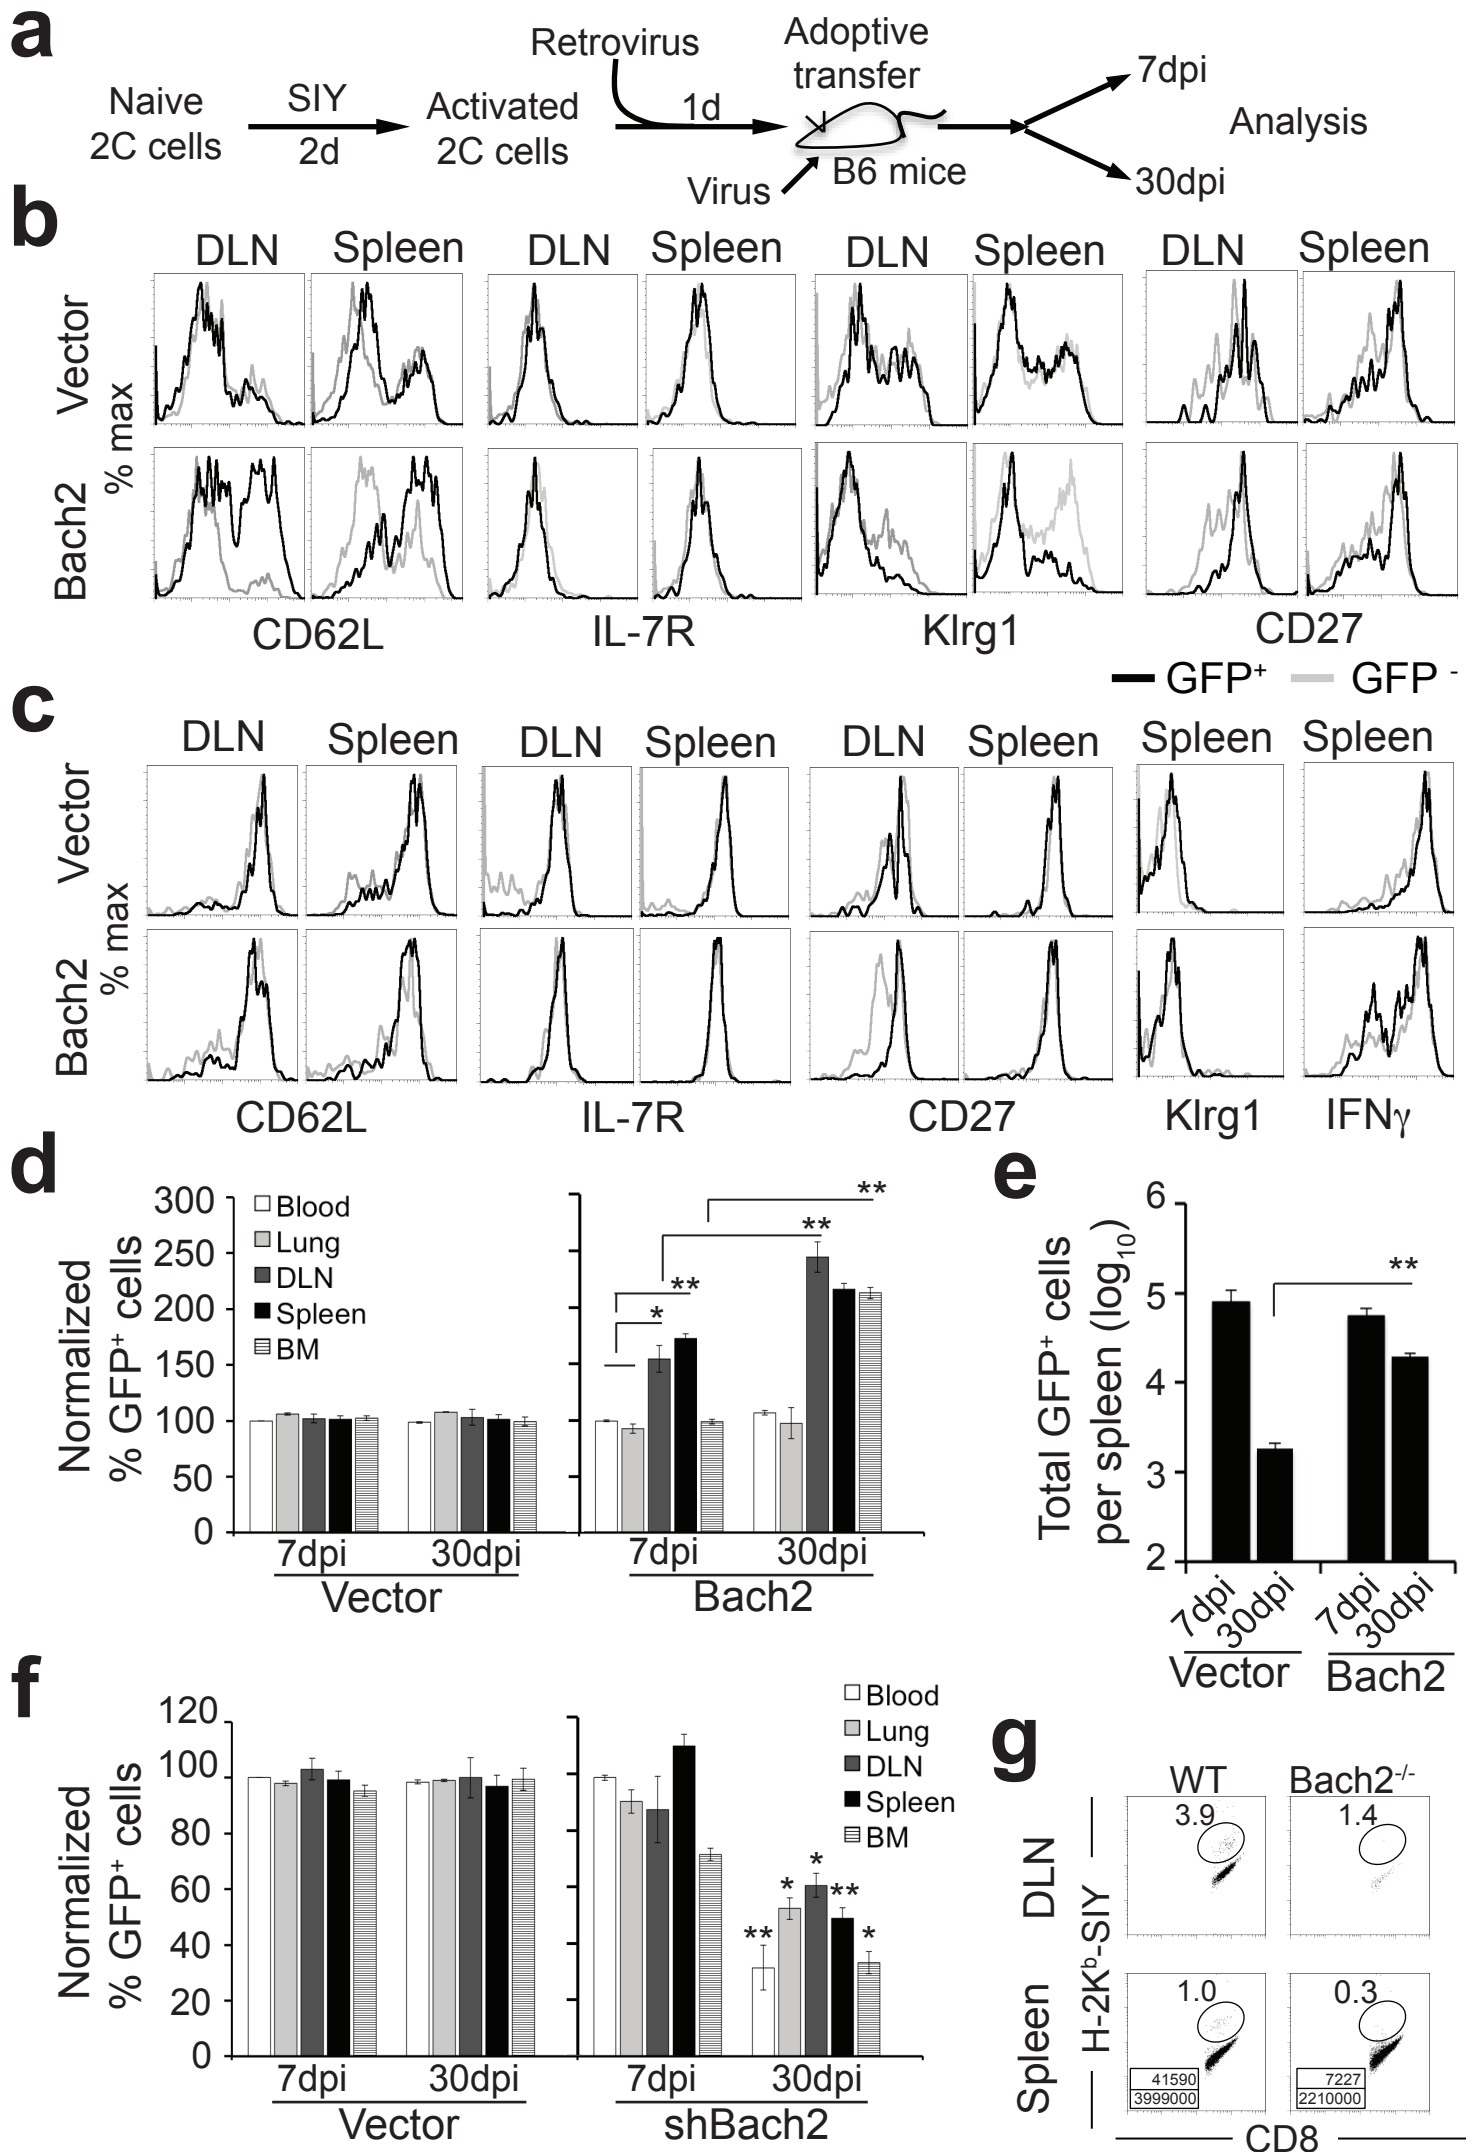 a
Retrovirus
Adoptive
transfer
7dpi
Naive
2C cells
SIY
2d
Activated
2C cells
1d
Analysis
Virus
B6 mice
30dpi
b
DLN Spleen DLN Spleen DLN Spleen DLN Spleen
Vector
% max
Bach2
CD62L IL-7R Klrg1 CD27
GFP+ GFP -
c
DLN Spleen DLN Spleen DLN Spleen Spleen Spleen
Vector
% max
Bach2
CD62L IL-7R CD27 Klrg1 IFNγ
d
Normalized
% GFP+ cells
300
250
200
150
100
50
0
Blood
Lung
DLN
Spleen
BM
*
**
**
**
7dpi 30dpi 7dpi 30dpi
Vector Bach2
e
Total GFP+ cells
per spleen (log10)
6
5
4
3
2
**
7dpi 30dpi 7dpi 30dpi
Vector Bach2
f
Normalized
% GFP+ cells
120
100
80
60
40
20
0
Blood
Lung
DLN
Spleen
BM
** * * ** *
7dpi 30dpi 7dpi 30dpi
Vector shBach2
g
WT Bach2-/-
DLN
3.9 1.4
H-2Kb-SIY
Spleen
1.0 0.3
41590
3999000
7227
2210000
CD8